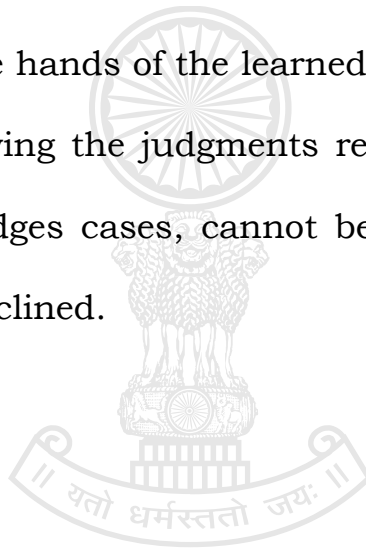 e hands of the learned
ving the judgments re
dges cases, cannot be
clined.
यतो धर्मस्ततो जयः